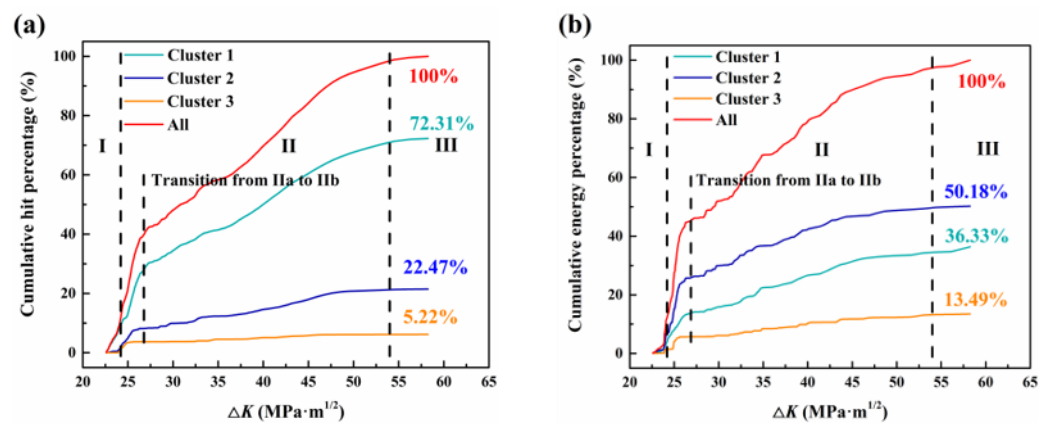 (a)
Cumulative hit percentage (%)
100
80
60
40
20
0
20 25 30 35 40 45 50 55 60 65
△K (MPa·m1/2)
Cluster 1
Cluster 2
Cluster 3
All
100%
72.31%
I
II
III
Transition from IIa to IIb
22.47%
5.22%
(b)
Cumulative energy percentage (%)
100
80
60
40
20
0
20 25 30 35 40 45 50 55 60 65
△K (MPa·m1/2)
Cluster 1
Cluster 2
Cluster 3
All
100%
I
II
III
Transition from IIa to IIb
50.18%
36.33%
13.49%